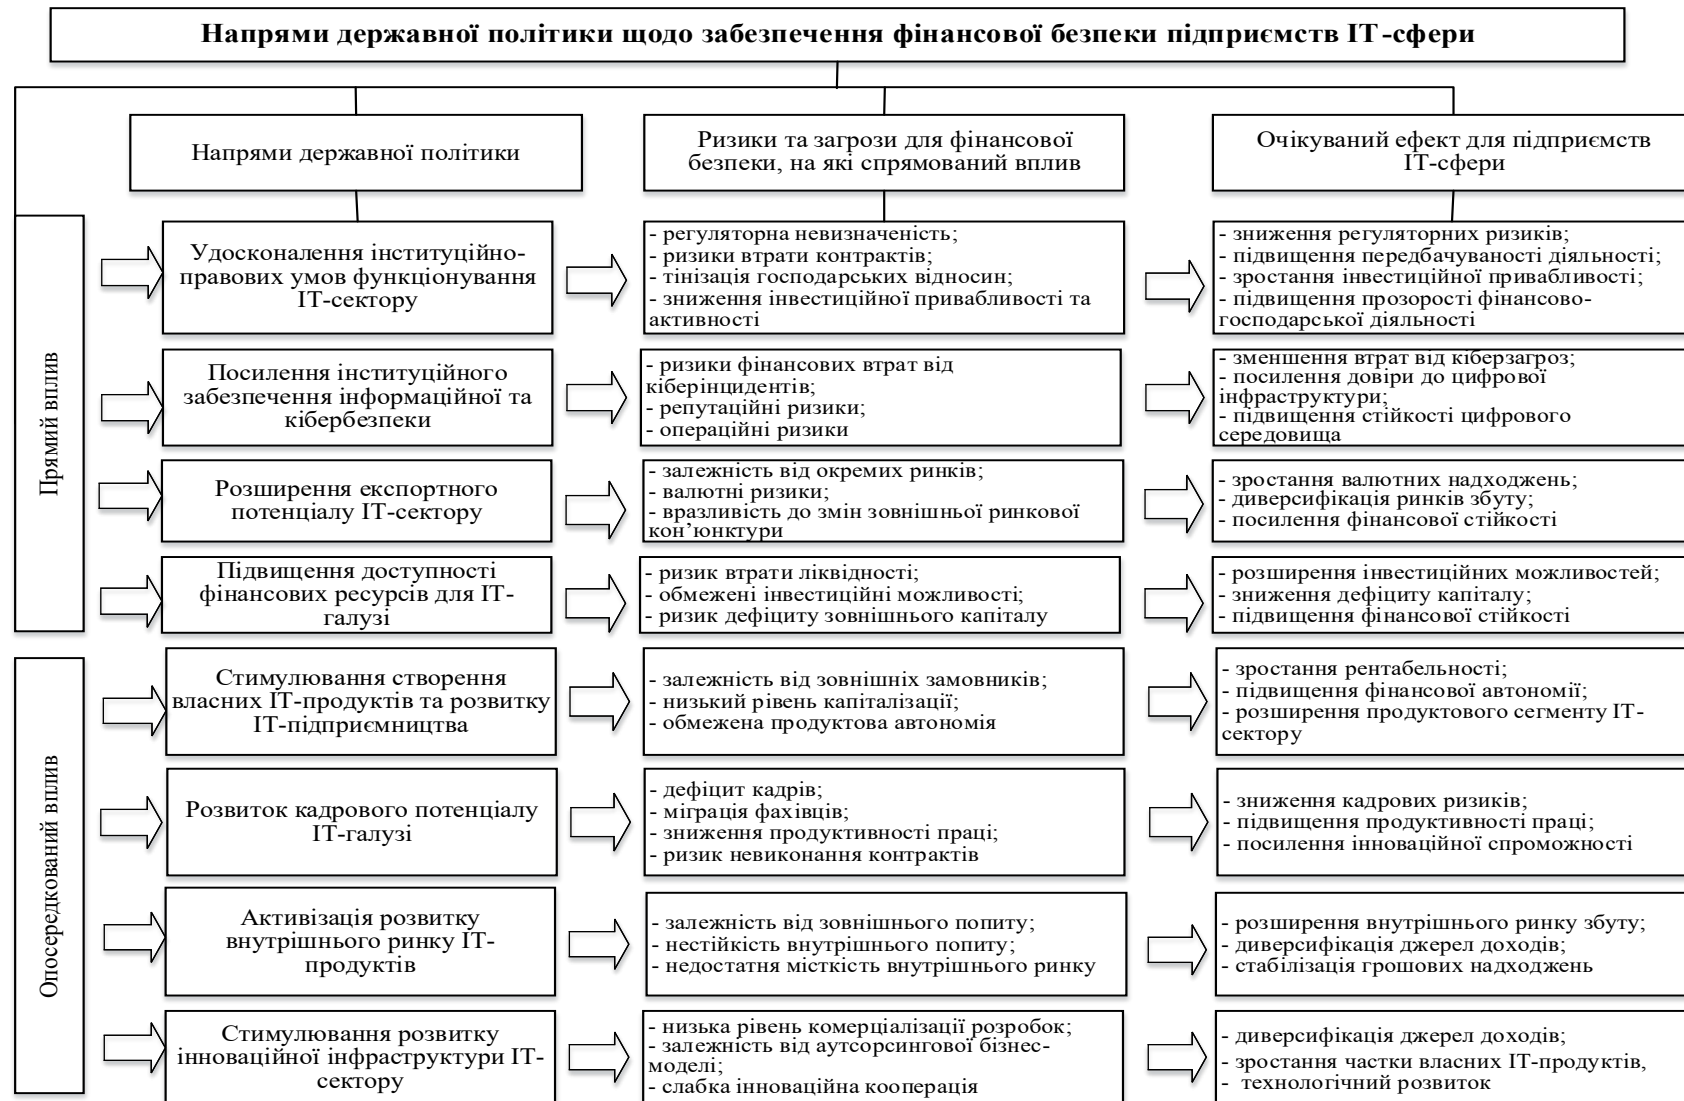 Напрями державної політики щодо забезпечення фінансової безпеки підприємств ІТ-сфери
Напрями державної політики
Ризики та загрози для фінансової
безпеки, на які спрямований вплив
Очікуваний ефект для підприємств
ІТ-сфери
Прямий вплив
Удосконалення інституційно-
правових умов функціонування
ІТ-сектору
- регуляторна невизначеність;
- ризики втрати контрактів;
- тінізація господарських відносин;
- зниження інвестиційної привабливості та
активності
- зниження регуляторних ризиків;
- підвищення передбачуваності діяльності;
- зростання інвестиційної привабливості;
- підвищення прозорості фінансово-
господарської діяльності
Посилення інституційного
забезпечення інформаційної та
кібербезпеки
- ризики фінансових втрат від
кіберінцидентів;
- репутаційні ризики;
- операційні ризики
- зменшення втрат від кіберзагроз;
- посилення довіри до цифрової
інфраструктури;
- підвищення стійкості цифрового
середовища
Розширення експортного
потенціалу ІТ-сектору
- залежність від окремих ринків;
- валютні ризики;
- вразливість до змін зовнішньої ринкової
кон’юнктури
- зростання валютних надходжень;
- диверсифікація ринків збуту;
- посилення фінансової стійкості
Підвищення доступності
фінансових ресурсів для ІТ-
галузі
- ризик втрати ліквідності;
- обмежені інвестиційні можливості;
- ризик дефіциту зовнішнього капіталу
- розширення інвестиційних можливостей;
- зниження дефіциту капіталу;
- підвищення фінансової стійкості
Опосередкований вплив
Стимулювання створення
власних ІТ-продуктів та розвитку
ІТ-підприємництва
- залежність від зовнішніх замовників;
- низький рівень капіталізації;
- обмежена продуктова автономія
- зростання рентабельності;
- підвищення фінансової автономії;
- розширення продуктового сегменту ІТ-
сектору
Розвиток кадрового потенціалу
ІТ-галузі
- дефіцит кадрів;
- міграція фахівців;
- зниження продуктивності праці;
- ризик невиконання контрактів
- зниження кадрових ризиків;
- підвищення продуктивності праці;
- посилення інноваційної спроможності
Активізація розвитку
внутрішнього ринку ІТ-
продуктів
- залежність від зовнішнього попиту;
- нестійкість внутрішнього попиту;
- недостатня місткість внутрішнього ринку
- розширення внутрішнього ринку збуту;
- диверсифікація джерел доходів;
- стабілізація грошових надходжень
Стимулювання розвитку
інноваційної інфраструктури ІТ-
сектору
- низька рівень комерціалізації розробок;
- залежність від аутсорсингової бізнес-
моделі;
- слабка інноваційна кооперація
- диверсифікація джерел доходів;
- зростання частки власних ІТ-продуктів,
- технологічний розвиток